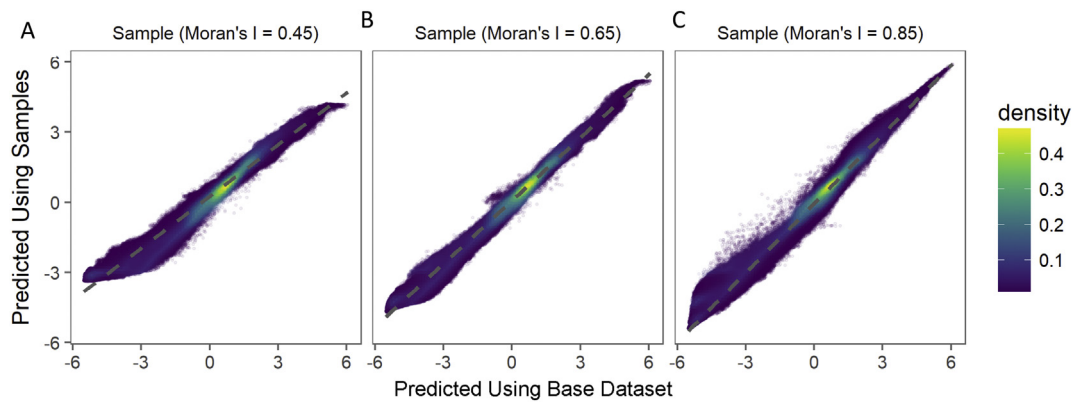 A
B
C
Sample (Moran's I = 0.45)
Sample (Moran's I = 0.65)
Sample (Moran's I = 0.85)
Predicted Using Samples
6
3
0
-3
-6
-6 -3 0 3 6
-6 -3 0 3 6
-6 -3 0 3 6
Predicted Using Base Dataset
density
0.4
0.3
0.2
0.1